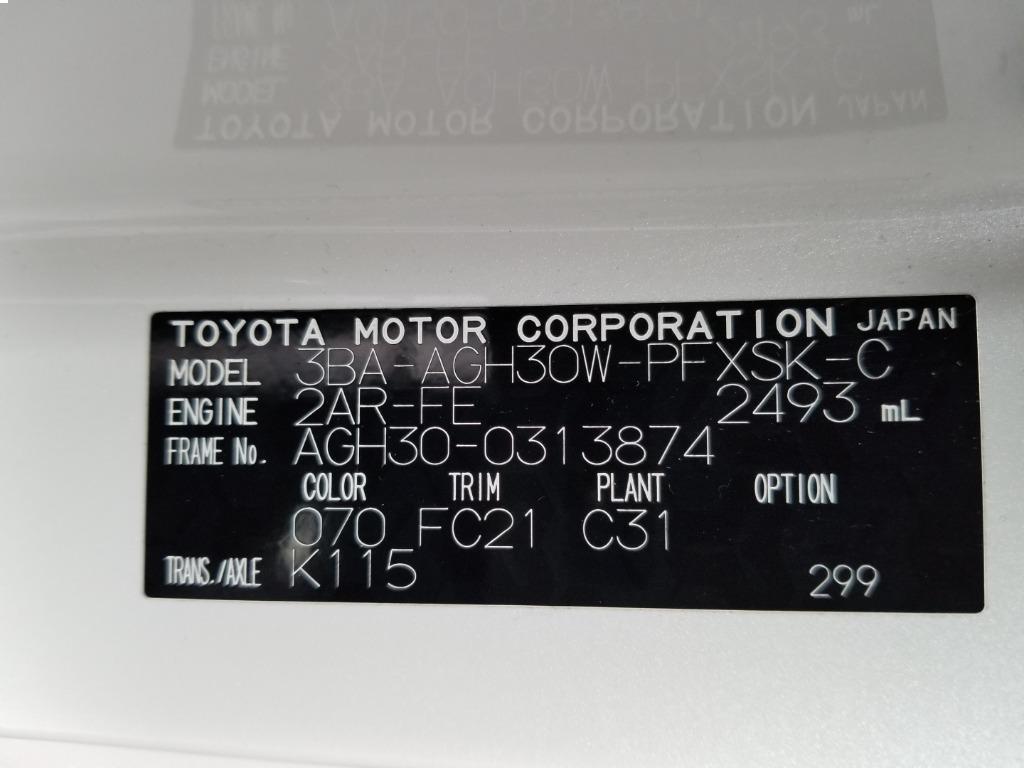 TOYOTA MOTOR CORPORATION JAPAN
MODEL 3BA-AGH30W-PFXSK-C
ENGINE 2AR-FE 2493 mL
FRAME No. AGH30-0313874
COLOR TRIM PLANT OPTION
070 FC21 C31
TRANS./AXLE K115 299